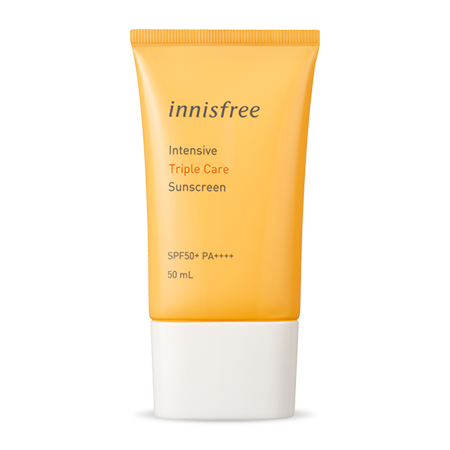 innisfree
Intensive
Triple Care
Sunscreen
SPF50+ PA++++
50 mL